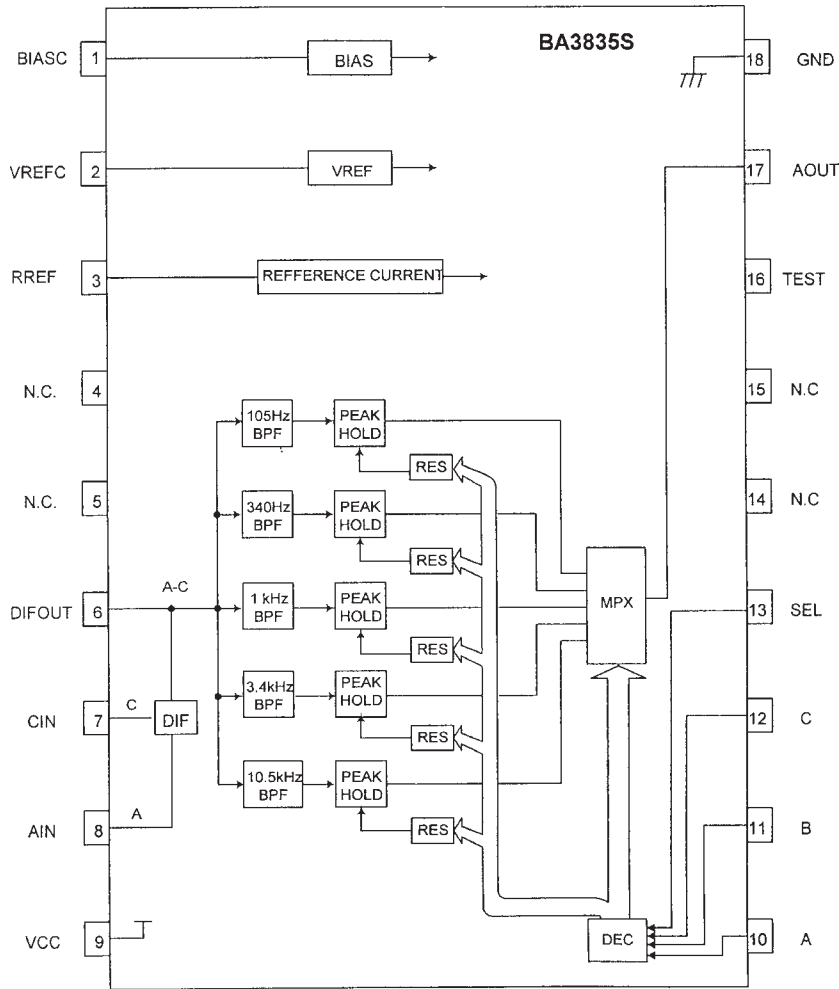 BA3835S
BIASC 1 BIAS 18 GND
VREFC 2 VREF 17 AOUT
RREF 3 REFFERENCE CURRENT 16 TEST
N.C. 4 15 N.C
105Hz BPF
PEAK HOLD
RES
N.C. 5 14 N.C
340Hz BPF
PEAK HOLD
RES
A-C
DIFOUT 6 13 SEL
1 kHz BPF
PEAK HOLD
MPX
RES
CIN 7 C DIF 12 C
3.4kHz BPF
PEAK HOLD
RES
10.5kHz BPF
PEAK HOLD
AIN 8 A 11 B
RES
VCC 9 DEC 10 A